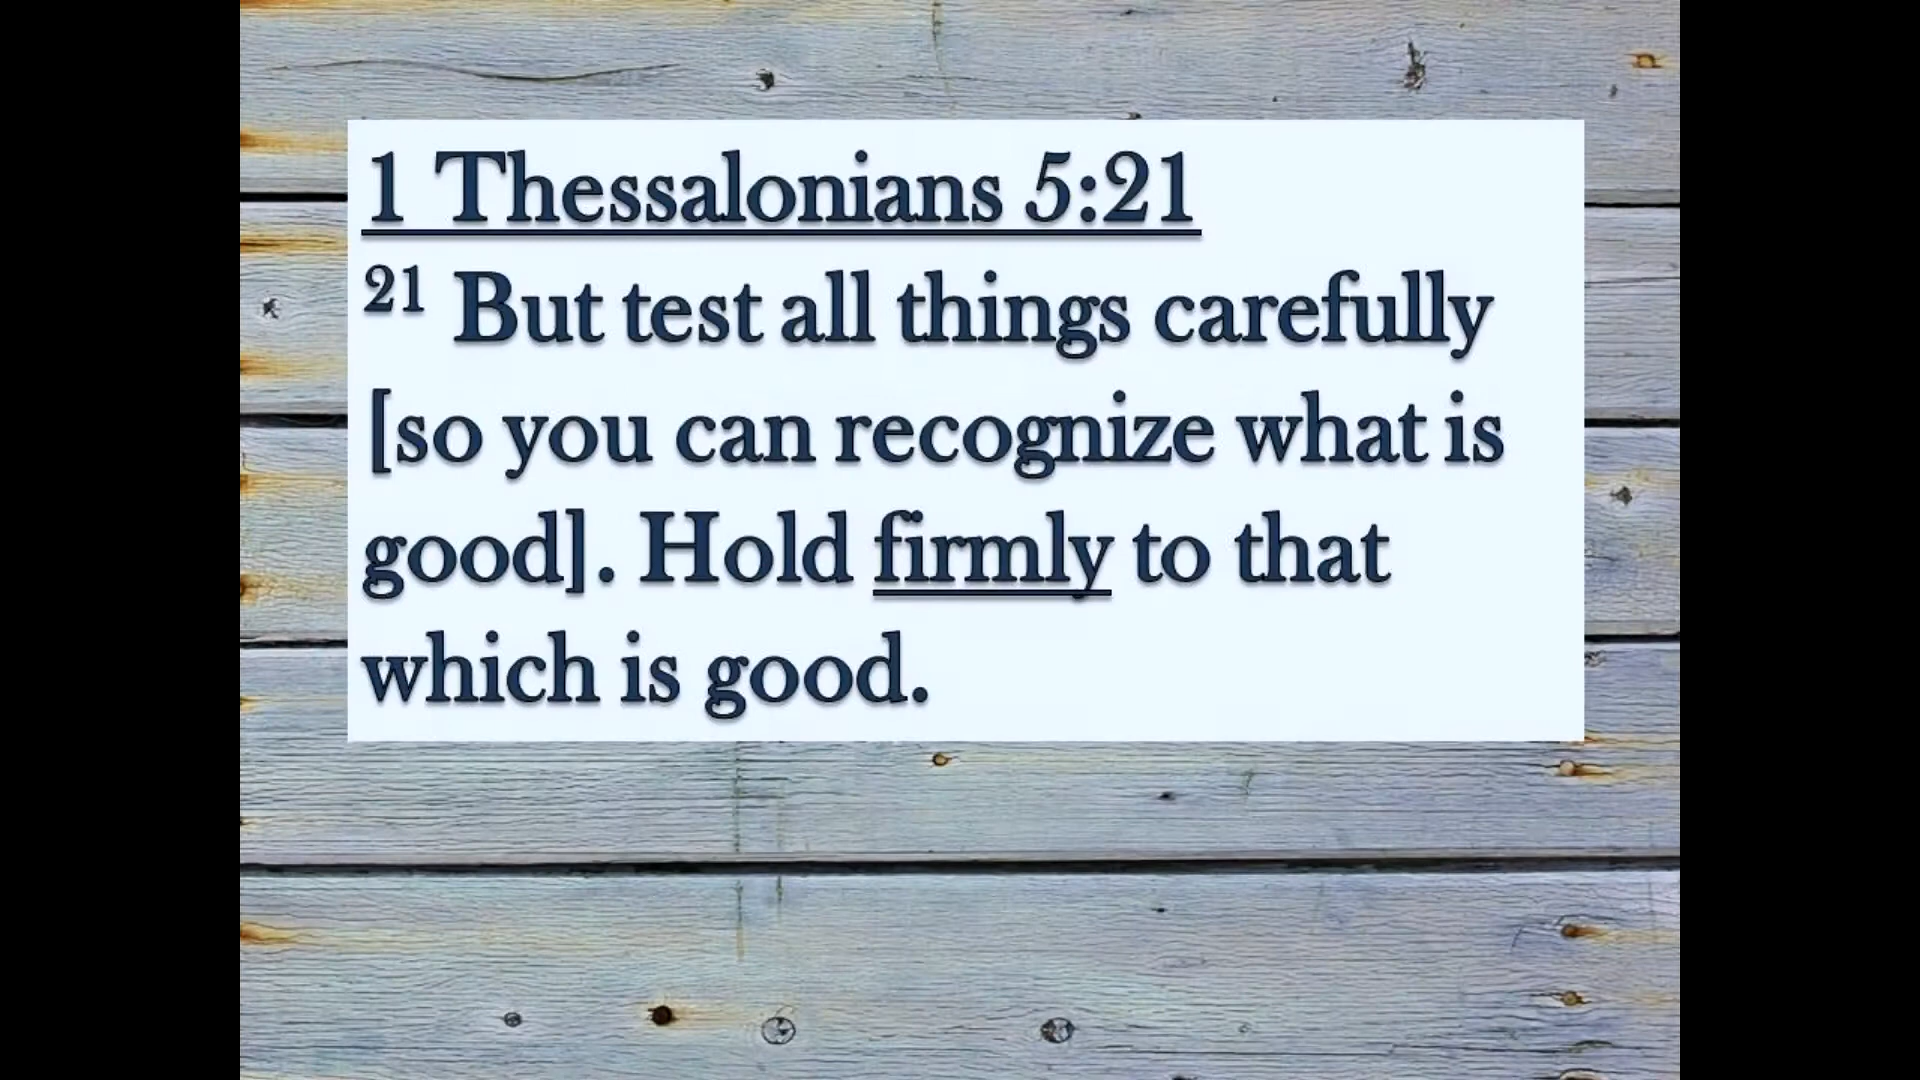 1 Thessalonians 5:21
21 But test all things carefully
[so you can recognize what is
good]. Hold firmly to that
which is good.